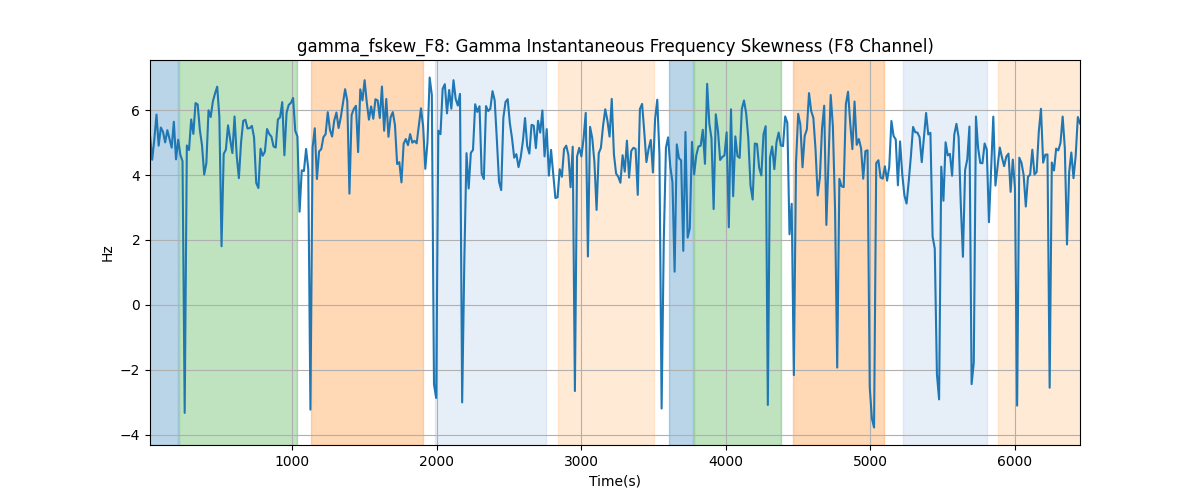 gamma_fskew_F8: Gamma Instantaneous Frequency Skewness (F8 Channel)
Hz
6
4
2
0
−2
−4
1000 2000 3000 4000 5000 6000
Time(s)